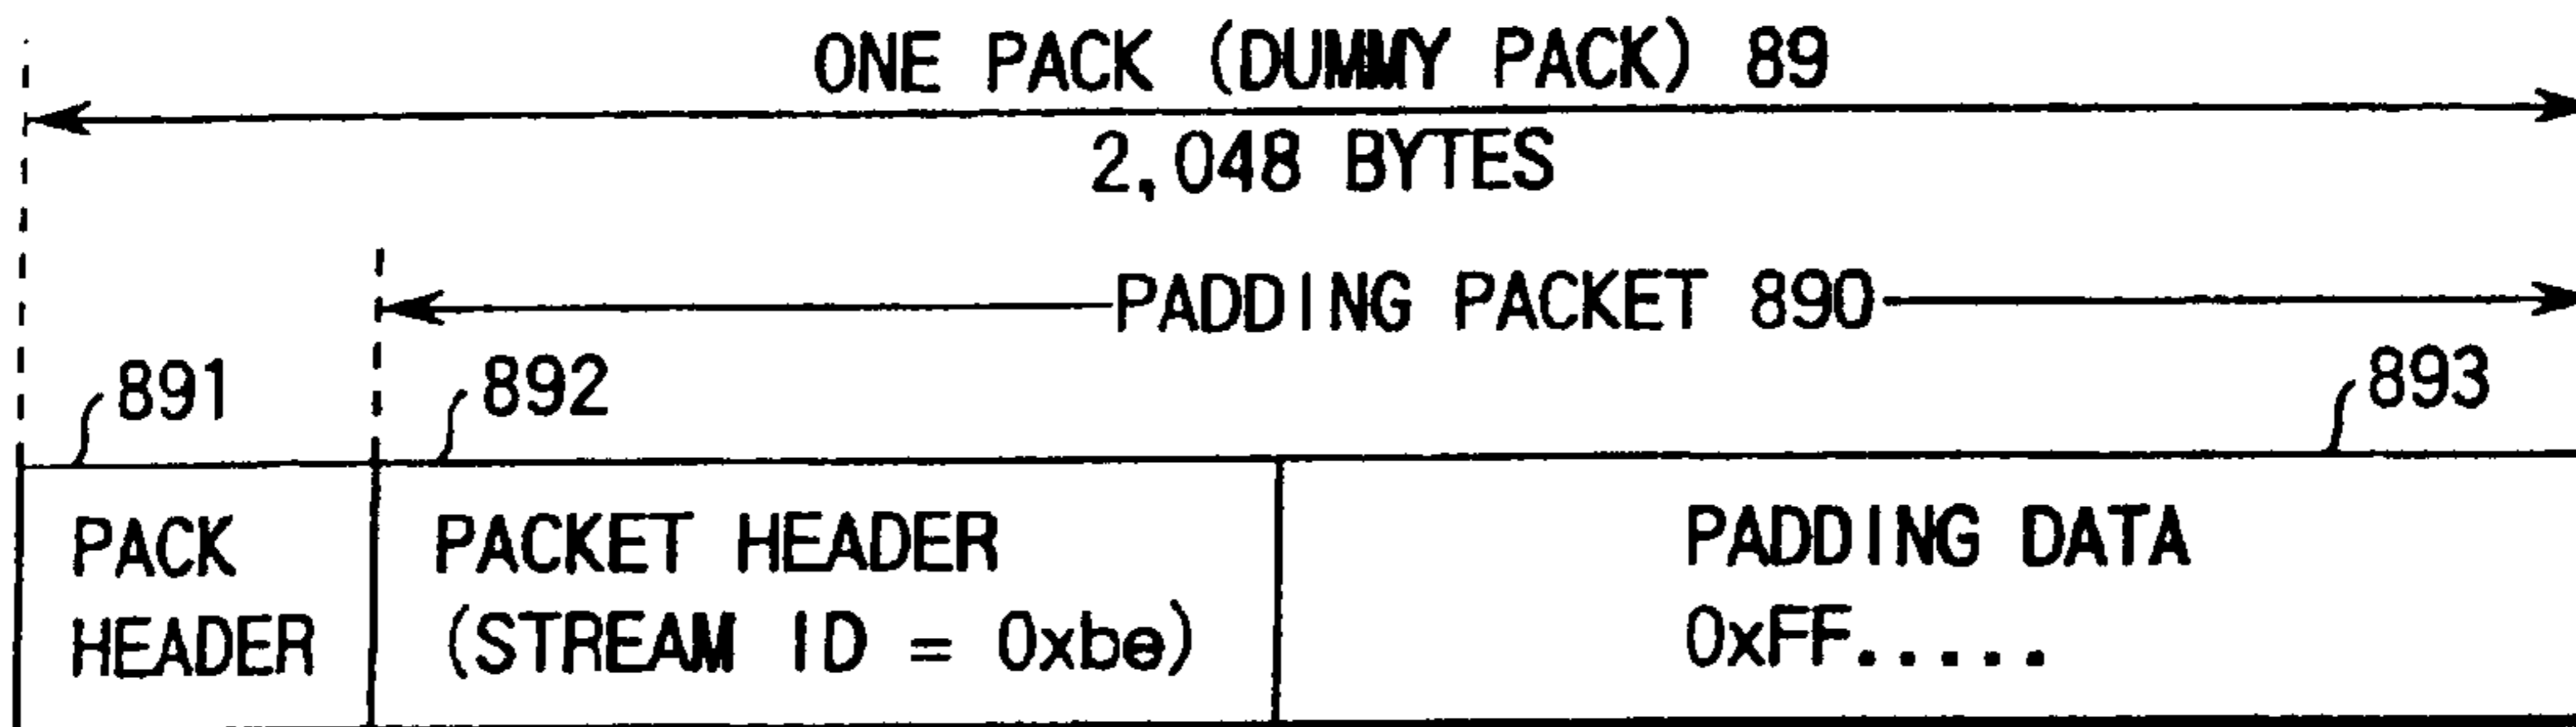 ONE PACK (DUMMY PACK) 89
2,048 BYTES
PADDING PACKET 890
891 892 893
PACK HEADER
PACKET HEADER
(STREAM ID = 0xbe)
PADDING DATA
0xFF.....